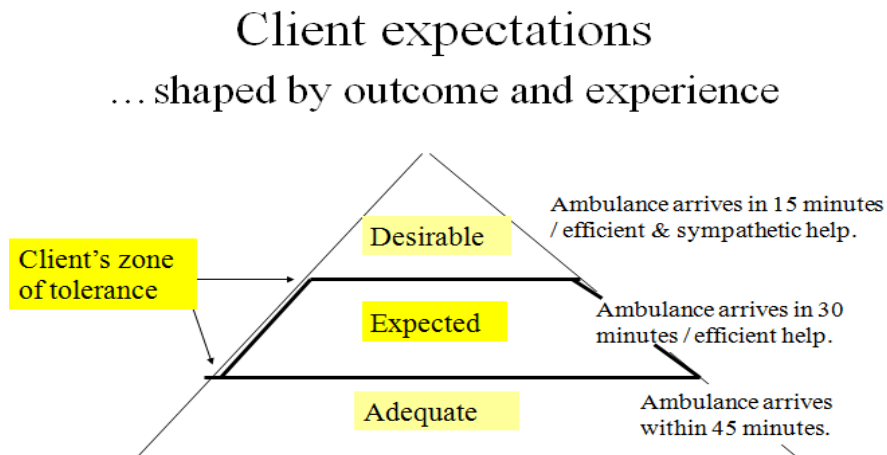 Client expectations
… shaped by outcome and experience
Ambulance arrives in 15 minutes
/ efficient & sympathetic help.
Desirable
Client’s zone
of tolerance
Expected
Ambulance arrives in 30
minutes / efficient help.
Adequate
Ambulance arrives
within 45 minutes.